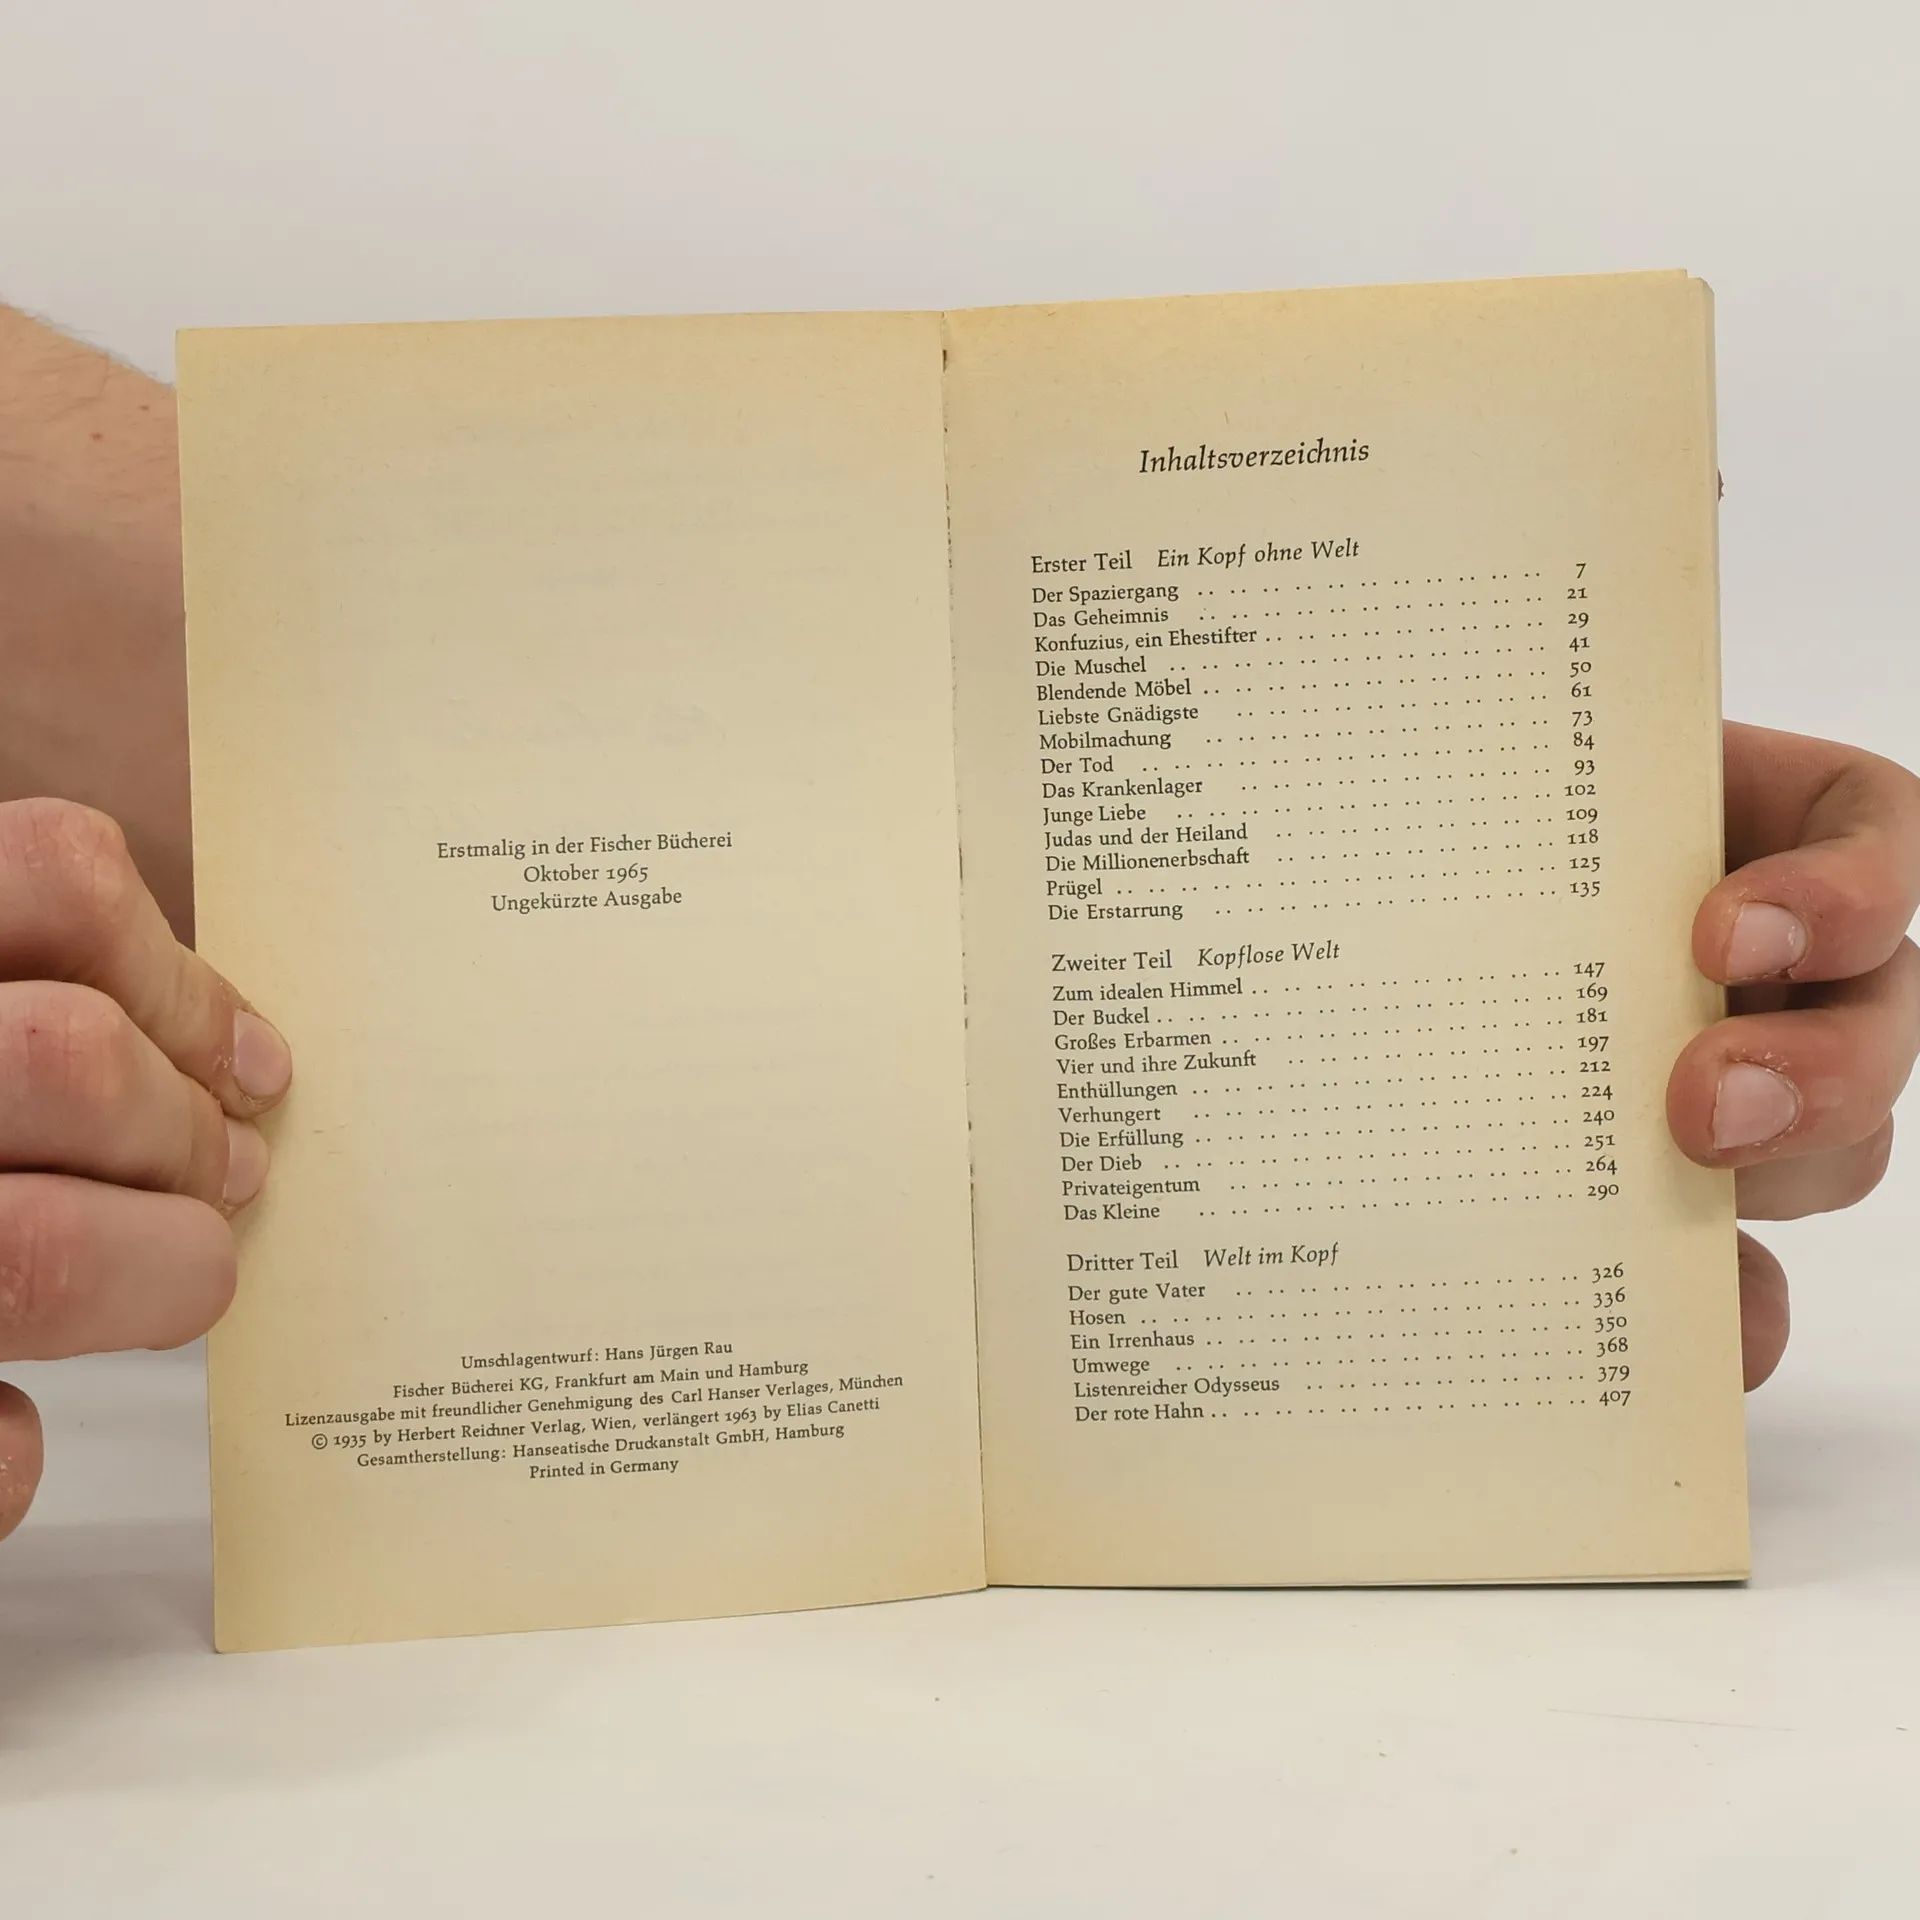 Erstmalig in der Fischer Bücherei
Oktober 1965
Ungekürzte Ausgabe
Umschlagentwurf: Hans Jürgen Rau
Fischer Bücherei KG, Frankfurt am Main und Hamburg
Lizenzausgabe mit freundlicher Genehmigung des Carl Hanser Verlages, München
© 1935 by Herbert Reichner Verlag, Wien, verlängert 1963 by Elias Canetti
Gesamtherstellung: Hanseatische Druckanstalt GmbH, Hamburg
Printed in Germany
Inhaltsverzeichnis
Erster Teil Ein Kopf ohne Welt
Der Spaziergang .. .. .. .. .. .. .. .. .. .. .. 7
Das Geheimnis .. .. .. .. .. .. .. .. .. .. .. 21
Konfuzius, ein Ehestifter .. .. .. .. .. .. .. .. .. 29
Die Muschel .. .. .. .. .. .. .. .. .. .. .. .. 41
Blendende Möbel .. .. .. .. .. .. .. .. .. .. .. 50
Liebste Gnädigste .. .. .. .. .. .. .. .. .. .. 61
Mobilmachung .. .. .. .. .. .. .. .. .. .. .. 73
Der Tod .. .. .. .. .. .. .. .. .. .. .. .. .. 84
Das Krankenlager .. .. .. .. .. .. .. .. .. .. 93
Junge Liebe .. .. .. .. .. .. .. .. .. .. .. .. 102
Judas und der Heiland .. .. .. .. .. .. .. .. .. 109
Die Millionenerbschaft .. .. .. .. .. .. .. .. .. 118
Prügel .. .. .. .. .. .. .. .. .. .. .. .. .. .. 125
Die Erstarrung .. .. .. .. .. .. .. .. .. .. .. 135
Zweiter Teil Kopflose Welt
Zum idealen Himmel .. .. .. .. .. .. .. .. .. .. 147
Der Buckel .. .. .. .. .. .. .. .. .. .. .. .. .. 169
Großes Erbarmen .. .. .. .. .. .. .. .. .. .. .. 181
Vier und ihre Zukunft .. .. .. .. .. .. .. .. .. 197
Enthüllungen .. .. .. .. .. .. .. .. .. .. .. .. 212
Verhungert .. .. .. .. .. .. .. .. .. .. .. .. 224
Die Erfüllung .. .. .. .. .. .. .. .. .. .. .. .. 240
Der Dieb .. .. .. .. .. .. .. .. .. .. .. .. .. 251
Privateigentum .. .. .. .. .. .. .. .. .. .. .. 264
Das Kleine .. .. .. .. .. .. .. .. .. .. .. .. 290
Dritter Teil Welt im Kopf
Der gute Vater .. .. .. .. .. .. .. .. .. .. .. 326
Hosen .. .. .. .. .. .. .. .. .. .. .. .. .. .. 336
Ein Irrenhaus .. .. .. .. .. .. .. .. .. .. .. .. 350
Umwege .. .. .. .. .. .. .. .. .. .. .. .. .. 368
Listenreicher Odysseus .. .. .. .. .. .. .. .. .. 379
Der rote Hahn .. .. .. .. .. .. .. .. .. .. .. .. 407